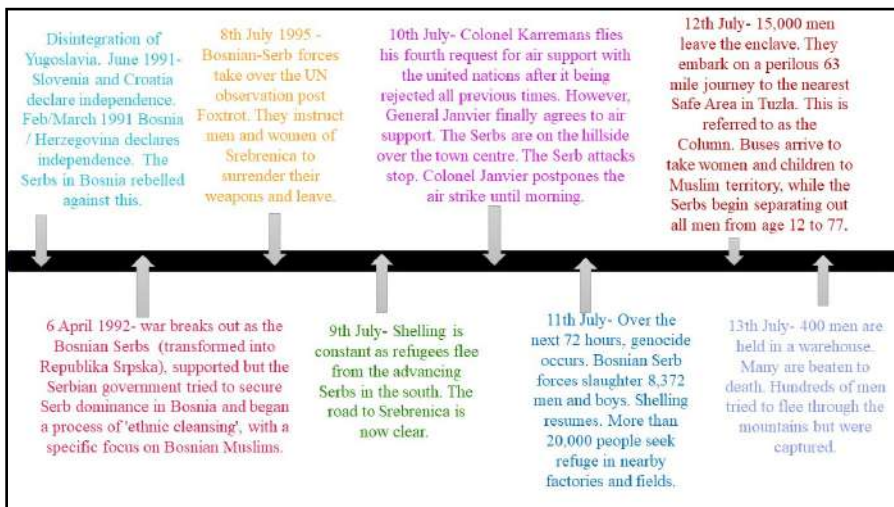 Disintegration of
Yugoslavia. June 1991-
Slovenia and Croatia
declare independence.
Feb/March 1991 Bosnia
/ Herzegovina declares
independence. The
Serbs in Bosnia rebelled
against this.
6 April 1992- war breaks out as the
Bosnian Serbs (transformed into
Republika Srpska), supported but the
Serbian government tried to secure
Serb dominance in Bosnia and began
a process of 'ethnic cleansing', with a
specific focus on Bosnian Muslims.
8th July 1995 -
Bosnian-Serb forces
take over the UN
observation post
Foxtrot. They instruct
men and women of
Srebrenica to
surrender their
weapons and leave.
9th July- Shelling is
constant as refugees flee
from the advancing
Serbs in the south. The
road to Srebrenica is
now clear.
10th July- Colonel Karremans flies
his fourth request for air support with
the united nations after it being
rejected all previous times. However,
General Janvier finally agrees to air
support. The Serbs are on the hillside
over the town centre. The Serb attacks
stop. Colonel Janvier postpones the
air strike until morning.
11th July- Over the
next 72 hours, genocide
occurs. Bosnian Serb
forces slaughter 8,372
men and boys. Shelling
resumes. More than
20,000 people seek
refuge in nearby
factories and fields.
12th July- 15,000 men
leave the enclave. They
embark on a perilous 63
mile journey to the nearest
Safe Area in Tuzla. This is
referred to as the
Column. Buses arrive to
take women and children to
Muslim territory, while the
Serbs begin separating out
all men from age 12 to 77.
13th July- 400 men are
held in a warehouse.
Many are beaten to
death. Hundreds of men
tried to flee through the
mountains but were
captured.